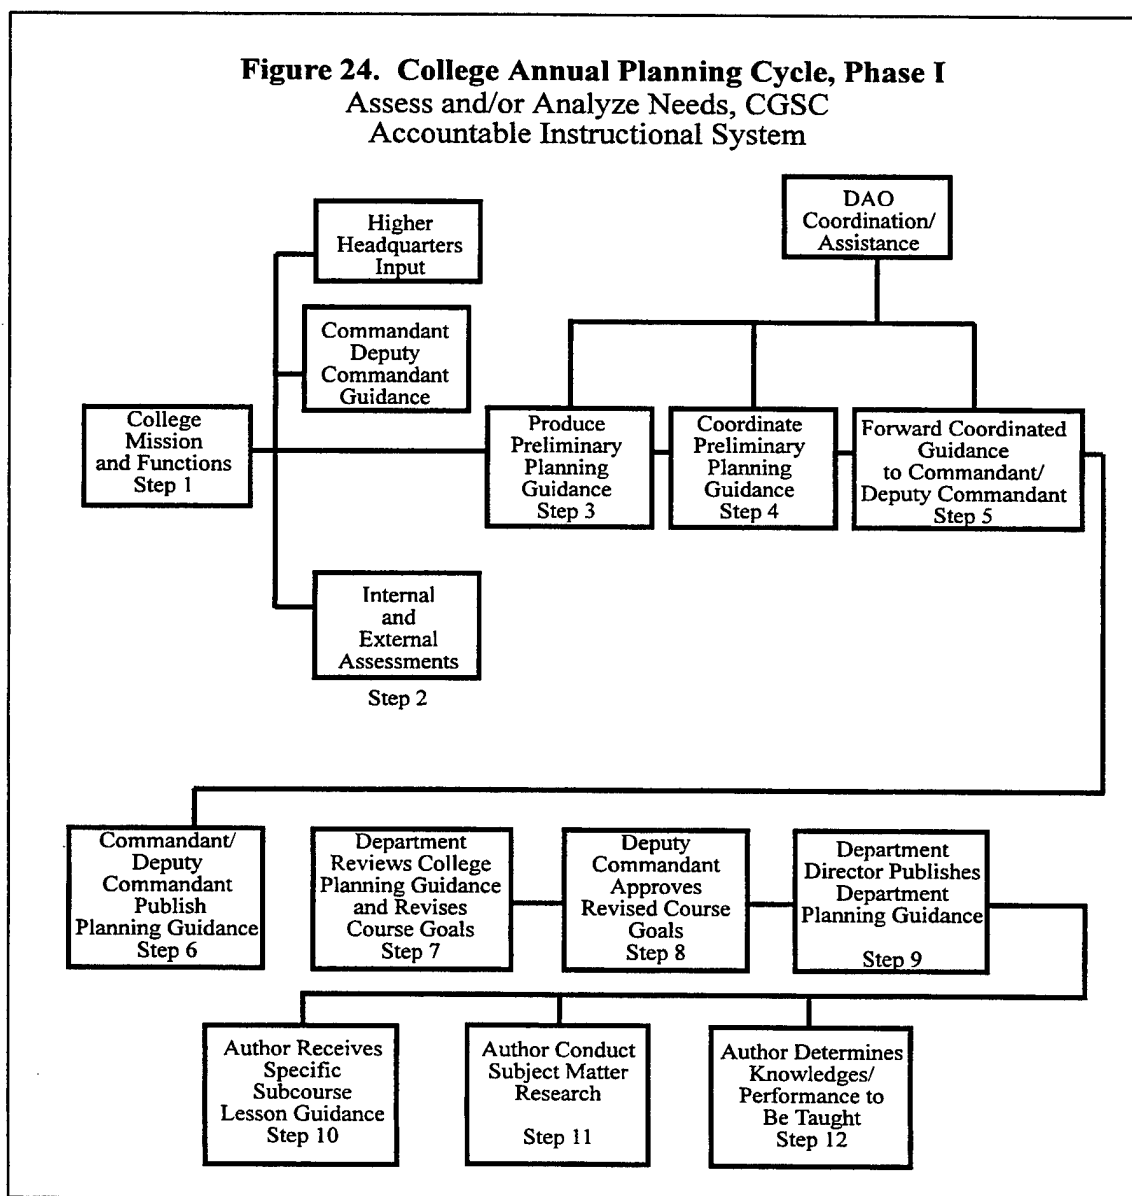 Figure 24. College Annual Planning Cycle, Phase I
Assess and/or Analyze Needs, CGSC
Accountable Instructional System
DAO
Coordination/
Assistance
Higher
Headquarters
Input
Commandant
Deputy
Commandant
Guidance
College
Mission
and Functions
Step 1
Produce
Preliminary
Planning
Guidance
Step 3
Coordinate
Preliminary
Planning
Guidance
Step 4
Forward Coordinated
Guidance
to Commandant/
Deputy Commandant
Step 5
Internal
and
External
Assessments
Step 2
Commandant/
Deputy
Commandant
Publish
Planning Guidance
Step 6
Department
Reviews College
Planning Guidance
and Revises
Course Goals
Step 7
Deputy
Commandant
Approves
Revised Course
Goals
Step 8
Department
Director Publishes
Department
Planning Guidance
Step 9
Author Receives
Specific
Subcourse
Lesson Guidance
Step 10
Author Conduct
Subject Matter
Research
Step 11
Author Determines
Knowledges/
Performance to
Be Taught
Step 12